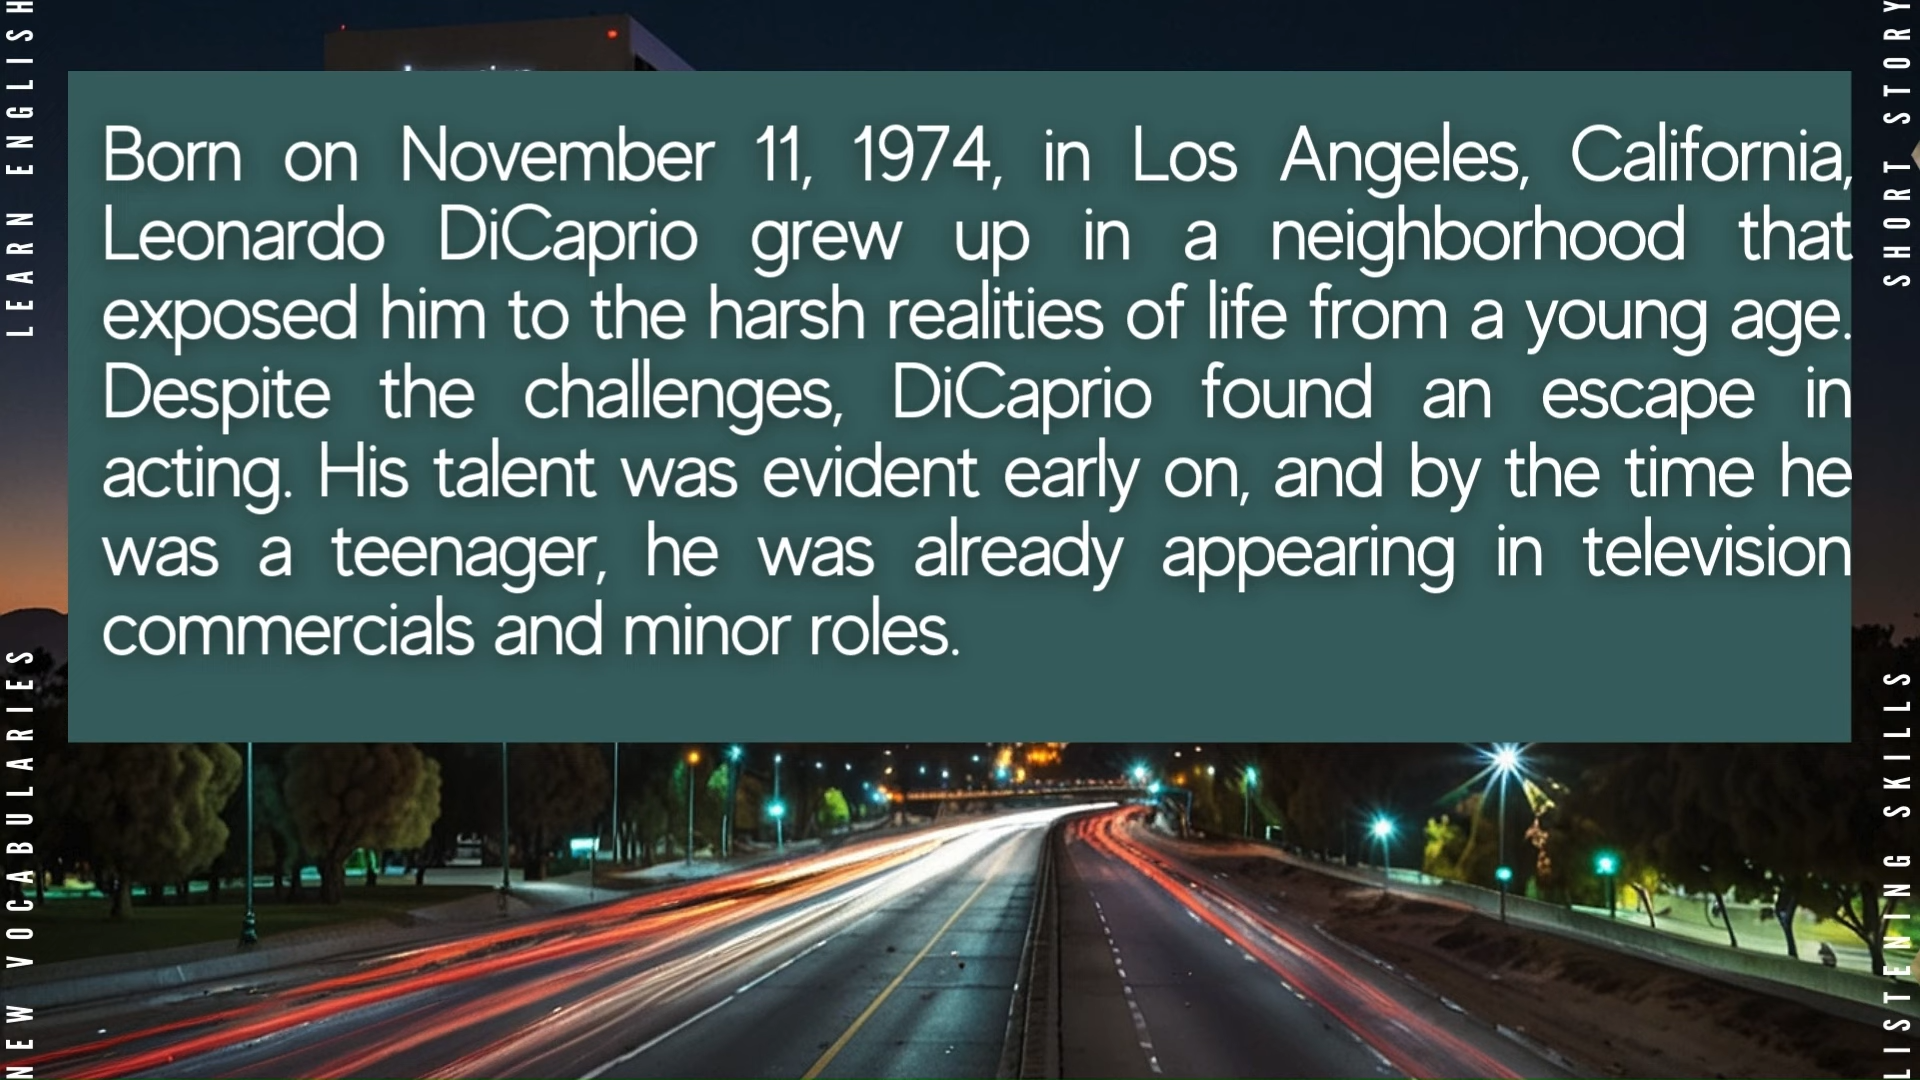 Born on November 11, 1974, in Los Angeles, California,
Leonardo DiCaprio grew up in a neighborhood that
exposed him to the harsh realities of life from a young age.
Despite the challenges, DiCaprio found an escape in
acting. His talent was evident early on, and by the time he
was a teenager, he was already appearing in television
commercials and minor roles.
LEARN ENGLISH
NEW VOCABULARIES
SHORT STORY
LISTENING SKILLS